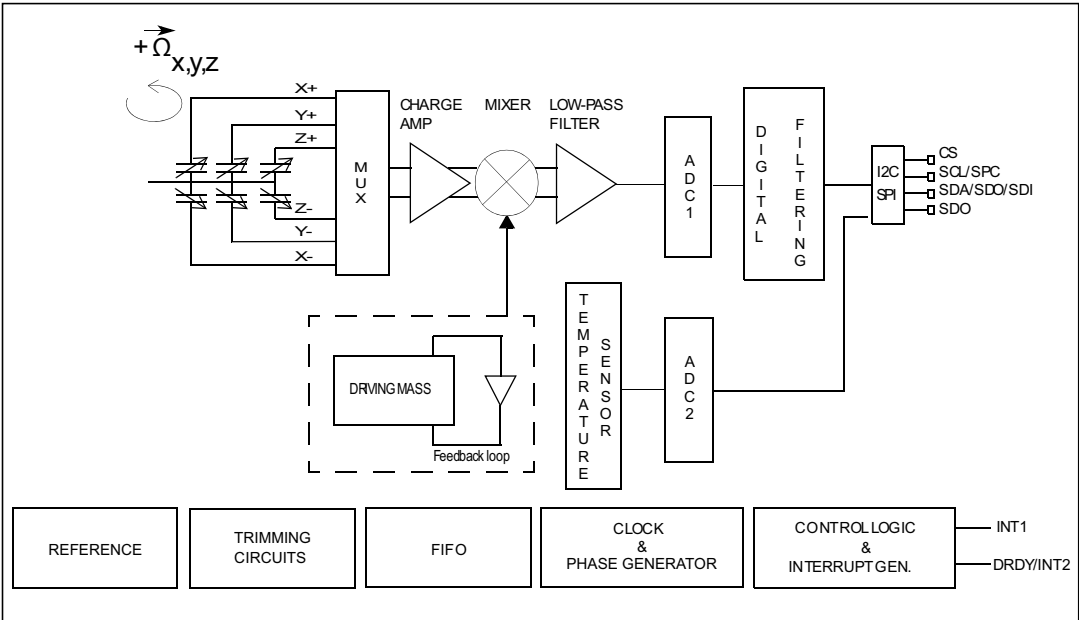 +Ω
x,y,z
X+
Y+
Z+
Z-
Y-
X-
MUX
CHARGE
AMP
MIXER
LOW-PASS
FILTER
ADC1
DIGITAL
FILTERING
I2C
SPI
CS
SCL/SPC
SDA/SDO/SDI
SDO
DRIVING MASS
Feedback loop
TEMPERATURE
SENSOR
ADC2
REFERENCE
TRIMMING
CIRCUITS
FIFO
CLOCK
&
PHASE GENERATOR
CONTROL LOGIC
&
INTERRUPT GEN.
INT1
DRDY/INT2